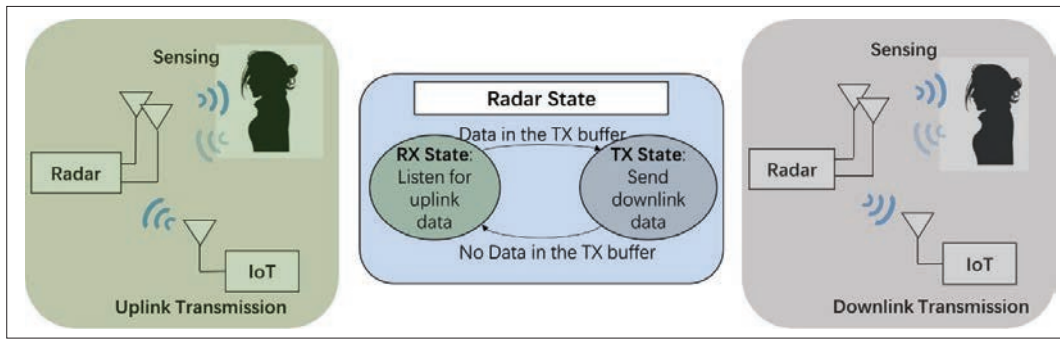 Sensing
Radar
IoT
Uplink Transmission
Radar State
Data in the TX buffer
RX State:
Listen for
uplink
data
TX State:
Send
downlink
data
No Data in the TX buffer
Sensing
Radar
IoT
Downlink Transmission